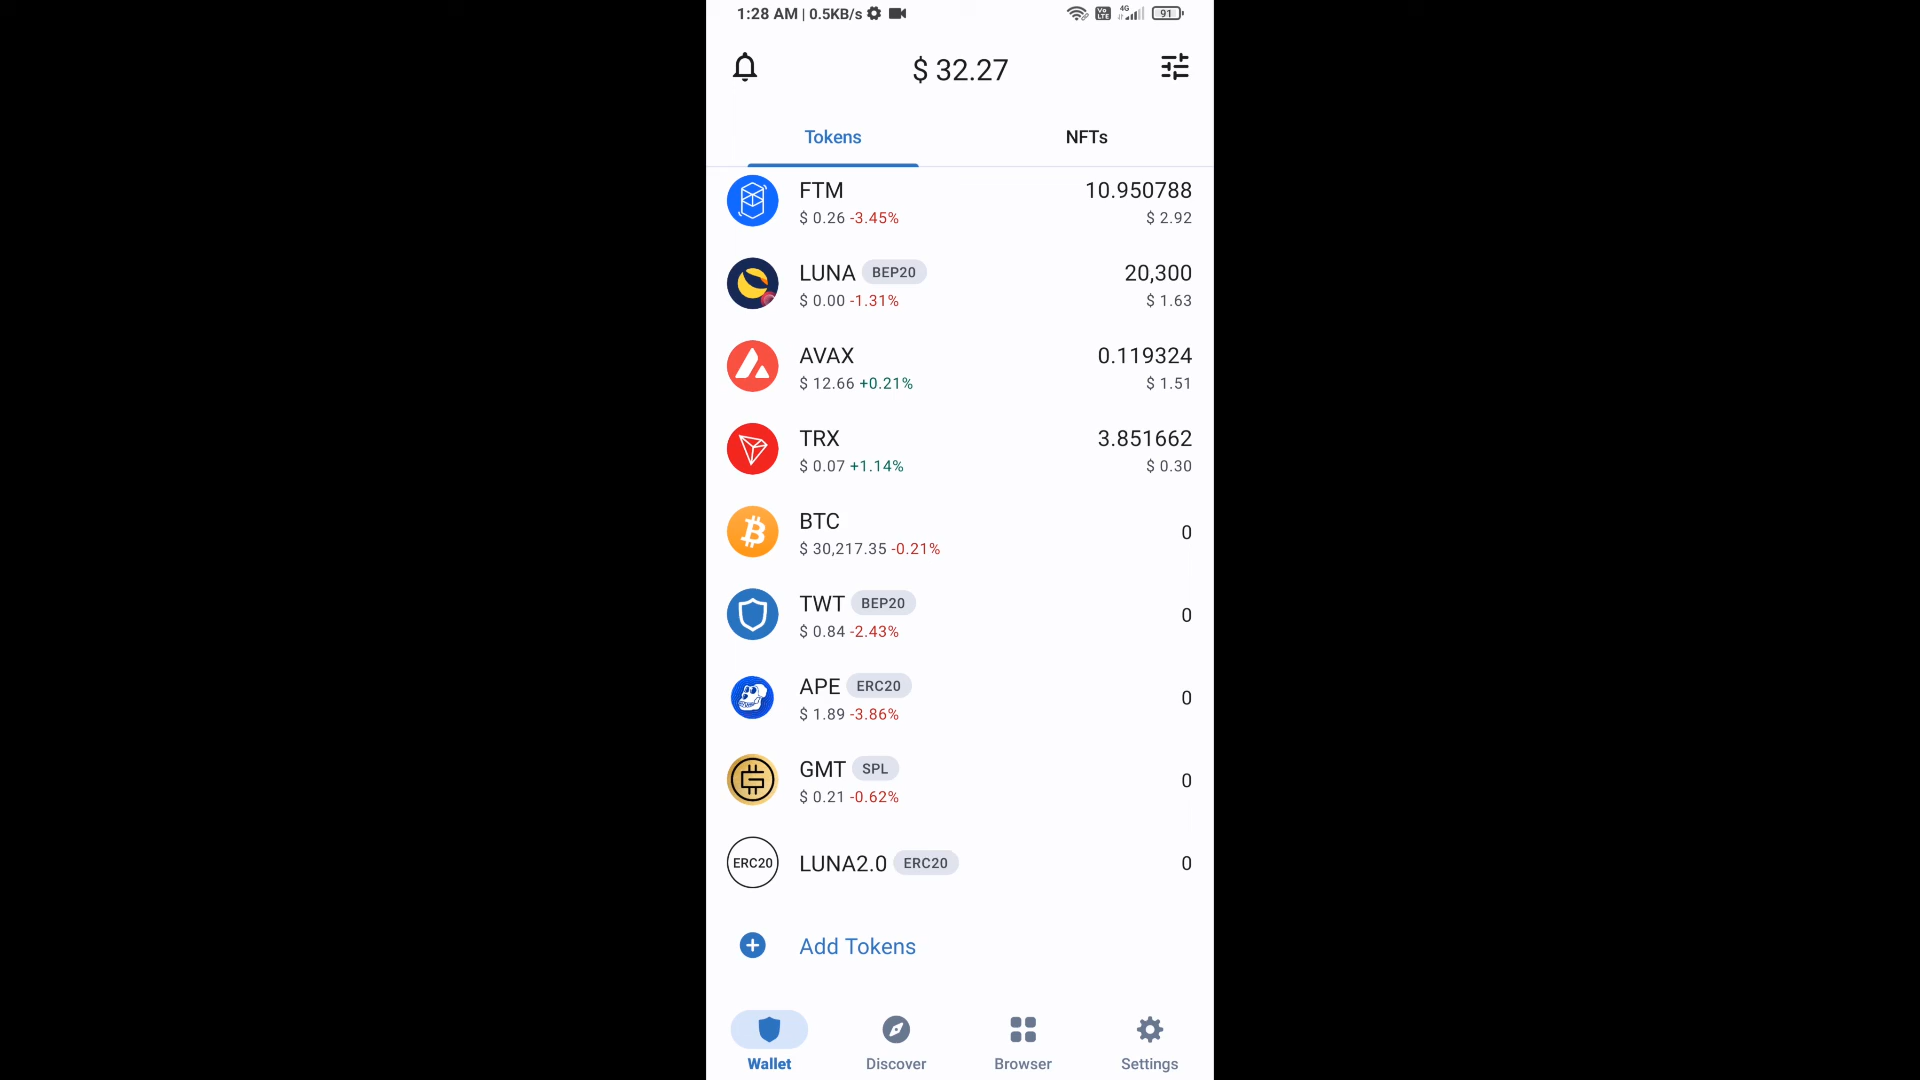 1:28 AM | 0.5KB/s
Vo LTE 4G 91
$ 32.27
Tokens NFTs
FTM 10.950788
$ 0.26 -3.45% $ 2.92
LUNA BEP20 20,300
$ 0.00 -1.31% $ 1.63
AVAX 0.119324
$ 12.66 +0.21% $ 1.51
TRX 3.851662
$ 0.07 +1.14% $ 0.30
BTC 0
$ 30,217.35 -0.21%
TWT BEP20 0
$ 0.84 -2.43%
APE ERC20 0
$ 1.89 -3.86%
GMT SPL 0
$ 0.21 -0.62%
ERC20 LUNA2.0 ERC20 0
Add Tokens
Wallet Discover Browser Settings